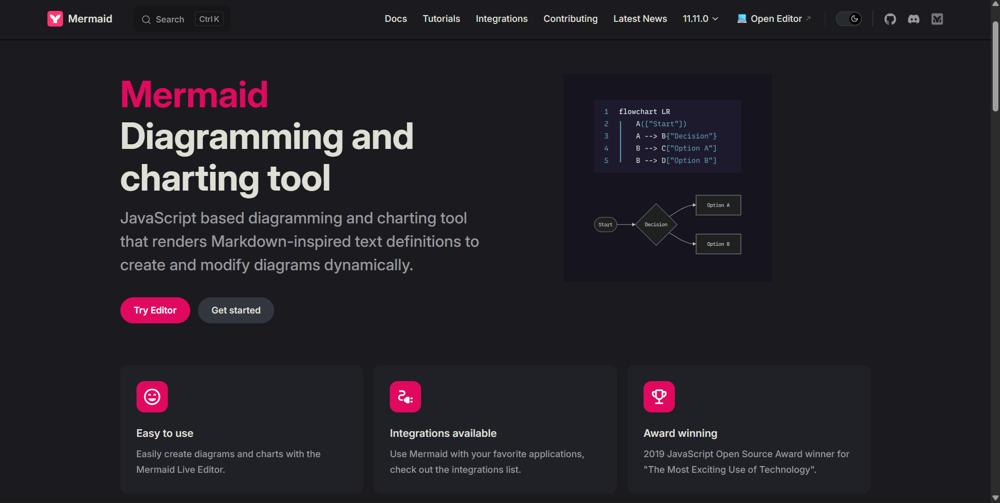 Mermaid
Search
Ctrl K
Docs
Tutorials
Integrations
Contributing
Latest News
11.11.0
Open Editor
Mermaid
Diagramming and
charting tool
JavaScript based diagramming and charting tool
that renders Markdown-inspired text definitions to
create and modify diagrams dynamically.
Try Editor
Get started
1 flowchart LR
2 A(["Start"])
3 A --> B{"Decision"}
4 B --> C["Option A"]
5 B --> D["Option B"]
Start
Decision
Option A
Option B
Easy to use
Easily create diagrams and charts with the
Mermaid Live Editor.
Integrations available
Use Mermaid with your favorite applications,
check out the integrations list.
Award winning
2019 JavaScript Open Source Award winner for
"The Most Exciting Use of Technology".